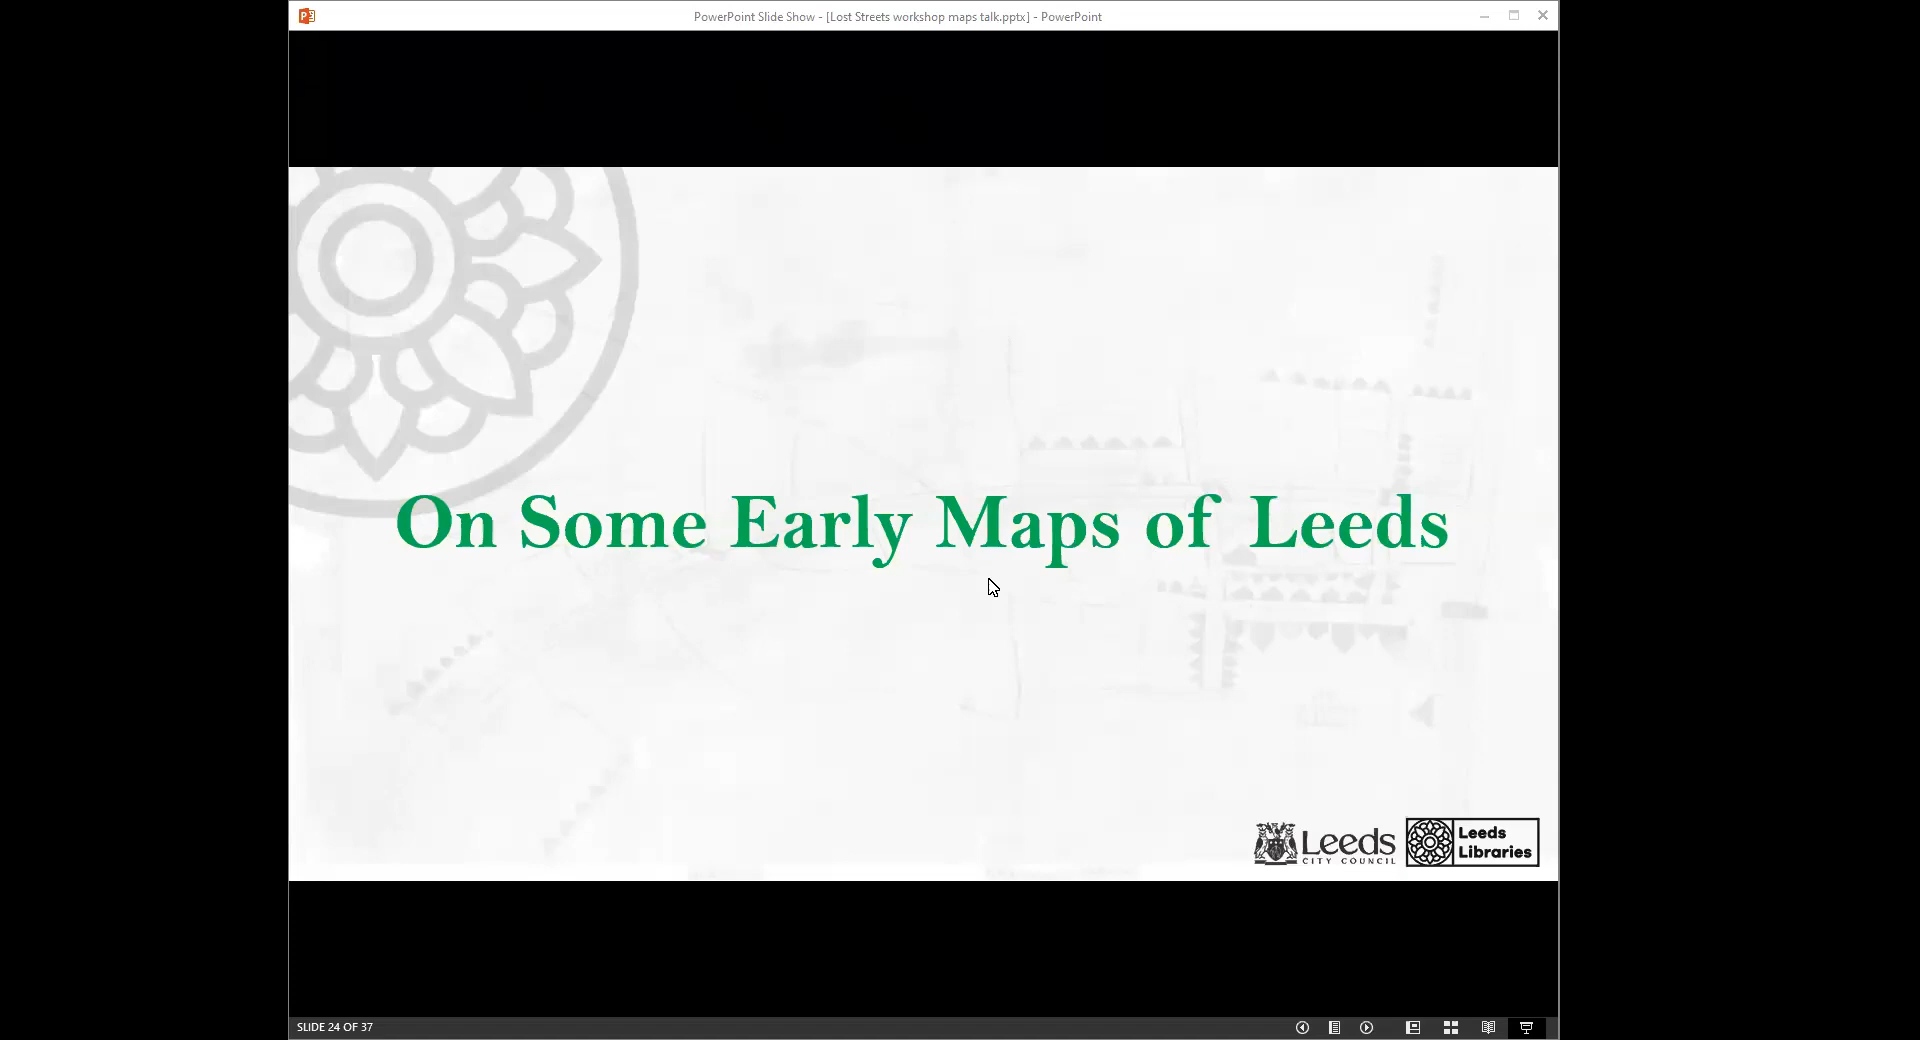 PowerPoint Slide Show - [Lost Streets workshop maps talk.pptx] - PowerPoint
On Some Early Maps of Leeds
Leeds
CITY COUNCIL
Leeds
Libraries
SLIDE 24 OF 37